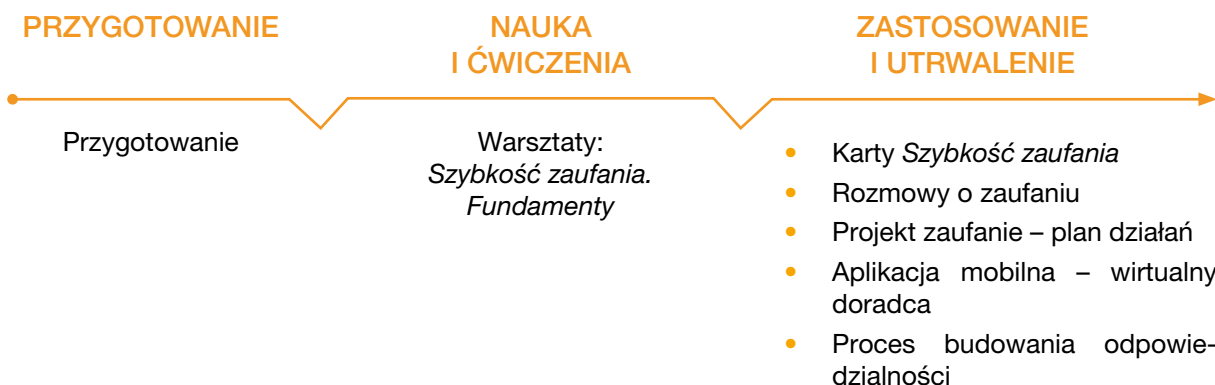 PRZYGOTOWANIE
Przygotowanie
NAUKA
I ĆWICZENIA
Warsztaty:
Szybkość zaufania.
Fundamenty
ZASTOSOWANIE
I UTRWALENIE
• Karty Szybkość zaufania
• Rozmowy o zaufaniu
• Projekt zaufanie – plan działań
• Aplikacja mobilna – wirtualny
doradca
• Proces budowania odpowie-
dzialności